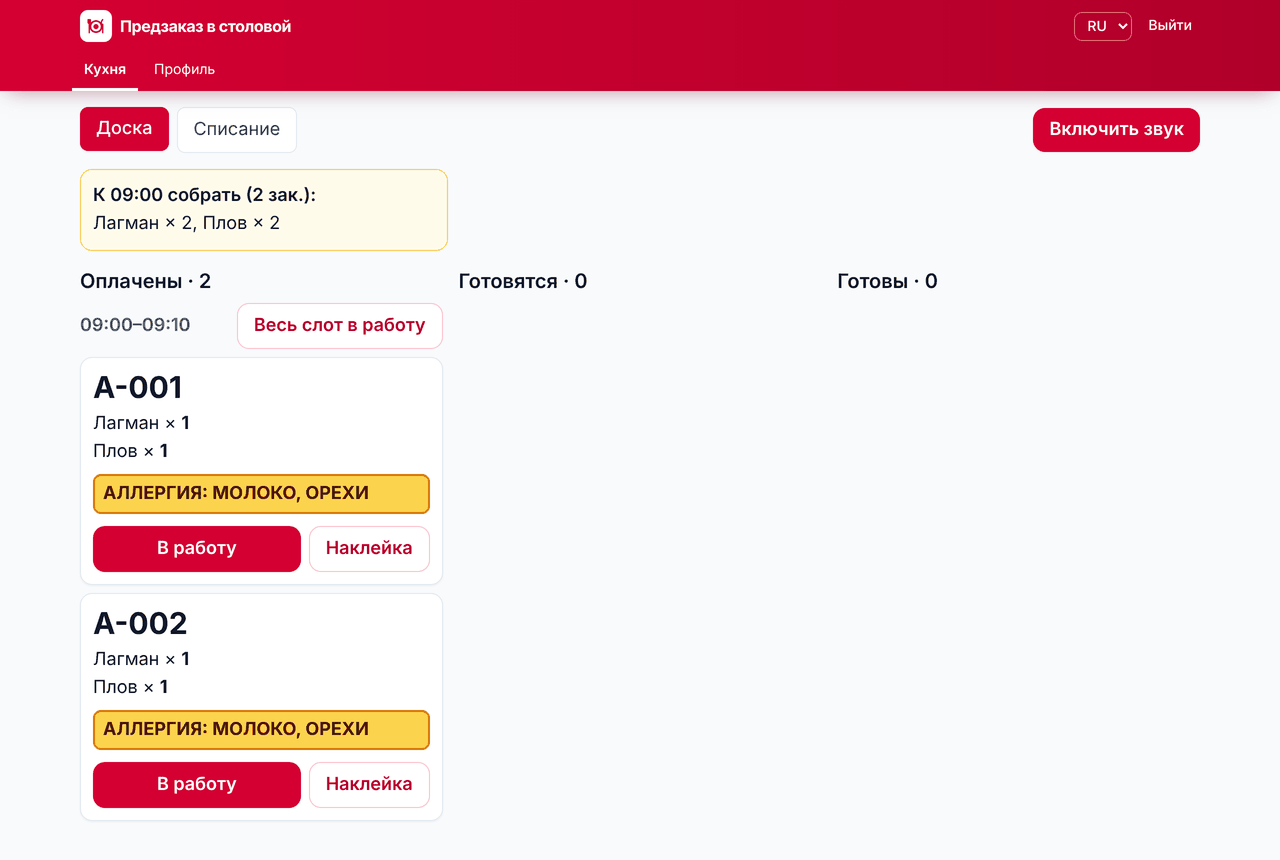 Предзаказ в столовой
RU
Выйти
Кухня
Профиль
Доска
Списание
Включить звук
К 09:00 собрать (2 зак.):
Лагман × 2, Плов × 2
Оплачены · 2
Готовятся · 0
Готовы · 0
09:00–09:10
Весь слот в работу
A-001
Лагман × 1
Плов × 1
АЛЛЕРГИЯ: МОЛОКО, ОРЕХИ
В работу
Наклейка
A-002
Лагман × 1
Плов × 1
АЛЛЕРГИЯ: МОЛОКО, ОРЕХИ
В работу
Наклейка